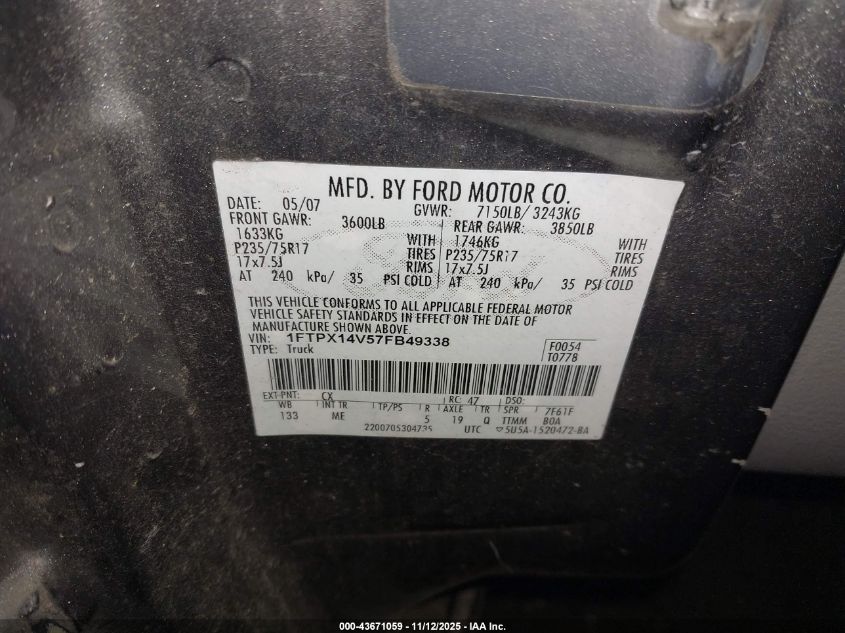 MFD. BY FORD MOTOR CO.
DATE: 05/07 GVWR: 7150LB/ 3243KG
FRONT GAWR: 3600LB REAR GAWR: 3850LB
1633KG WITH 1746KG WITH
P235/75R17 TIRES P235/75R17 TIRES
17x7.5J RIMS 17x7.5J RIMS
AT 240 kPa/ 35 PSI COLD AT 240 kPa/ 35 PSI COLD
THIS VEHICLE CONFORMS TO ALL APPLICABLE FEDERAL MOTOR
VEHICLE SAFETY STANDARDS IN EFFECT ON THE DATE OF
MANUFACTURE SHOWN ABOVE.
VIN: 1FTPX14V57FB49338 F0054
TYPE: Truck T0778
EXT-PNT: CX RC: 47 DSO:
WB INT TR TP/PS R AXLE TR SPR 7F61F
133 ME 5 19 Q TTMM BOA
2200705304735 UTC 5U5A-1520472-BA
000-43671059 - 11/12/2025 - IAA Inc.